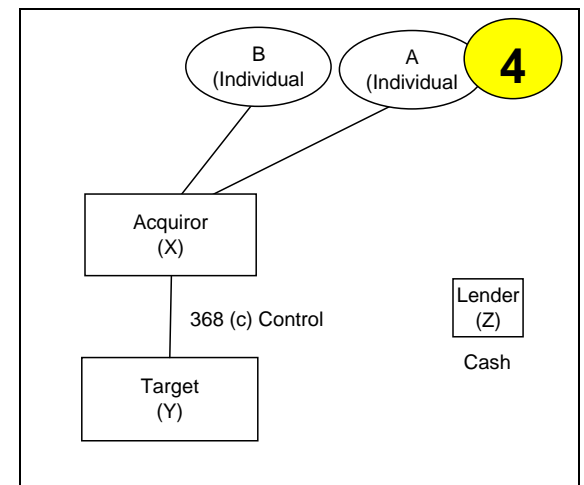 B
(Individual
A
(Individual
4
Acquiror
(X)
368 (c) Control
Lender
(Z)
Cash
Target
(Y)